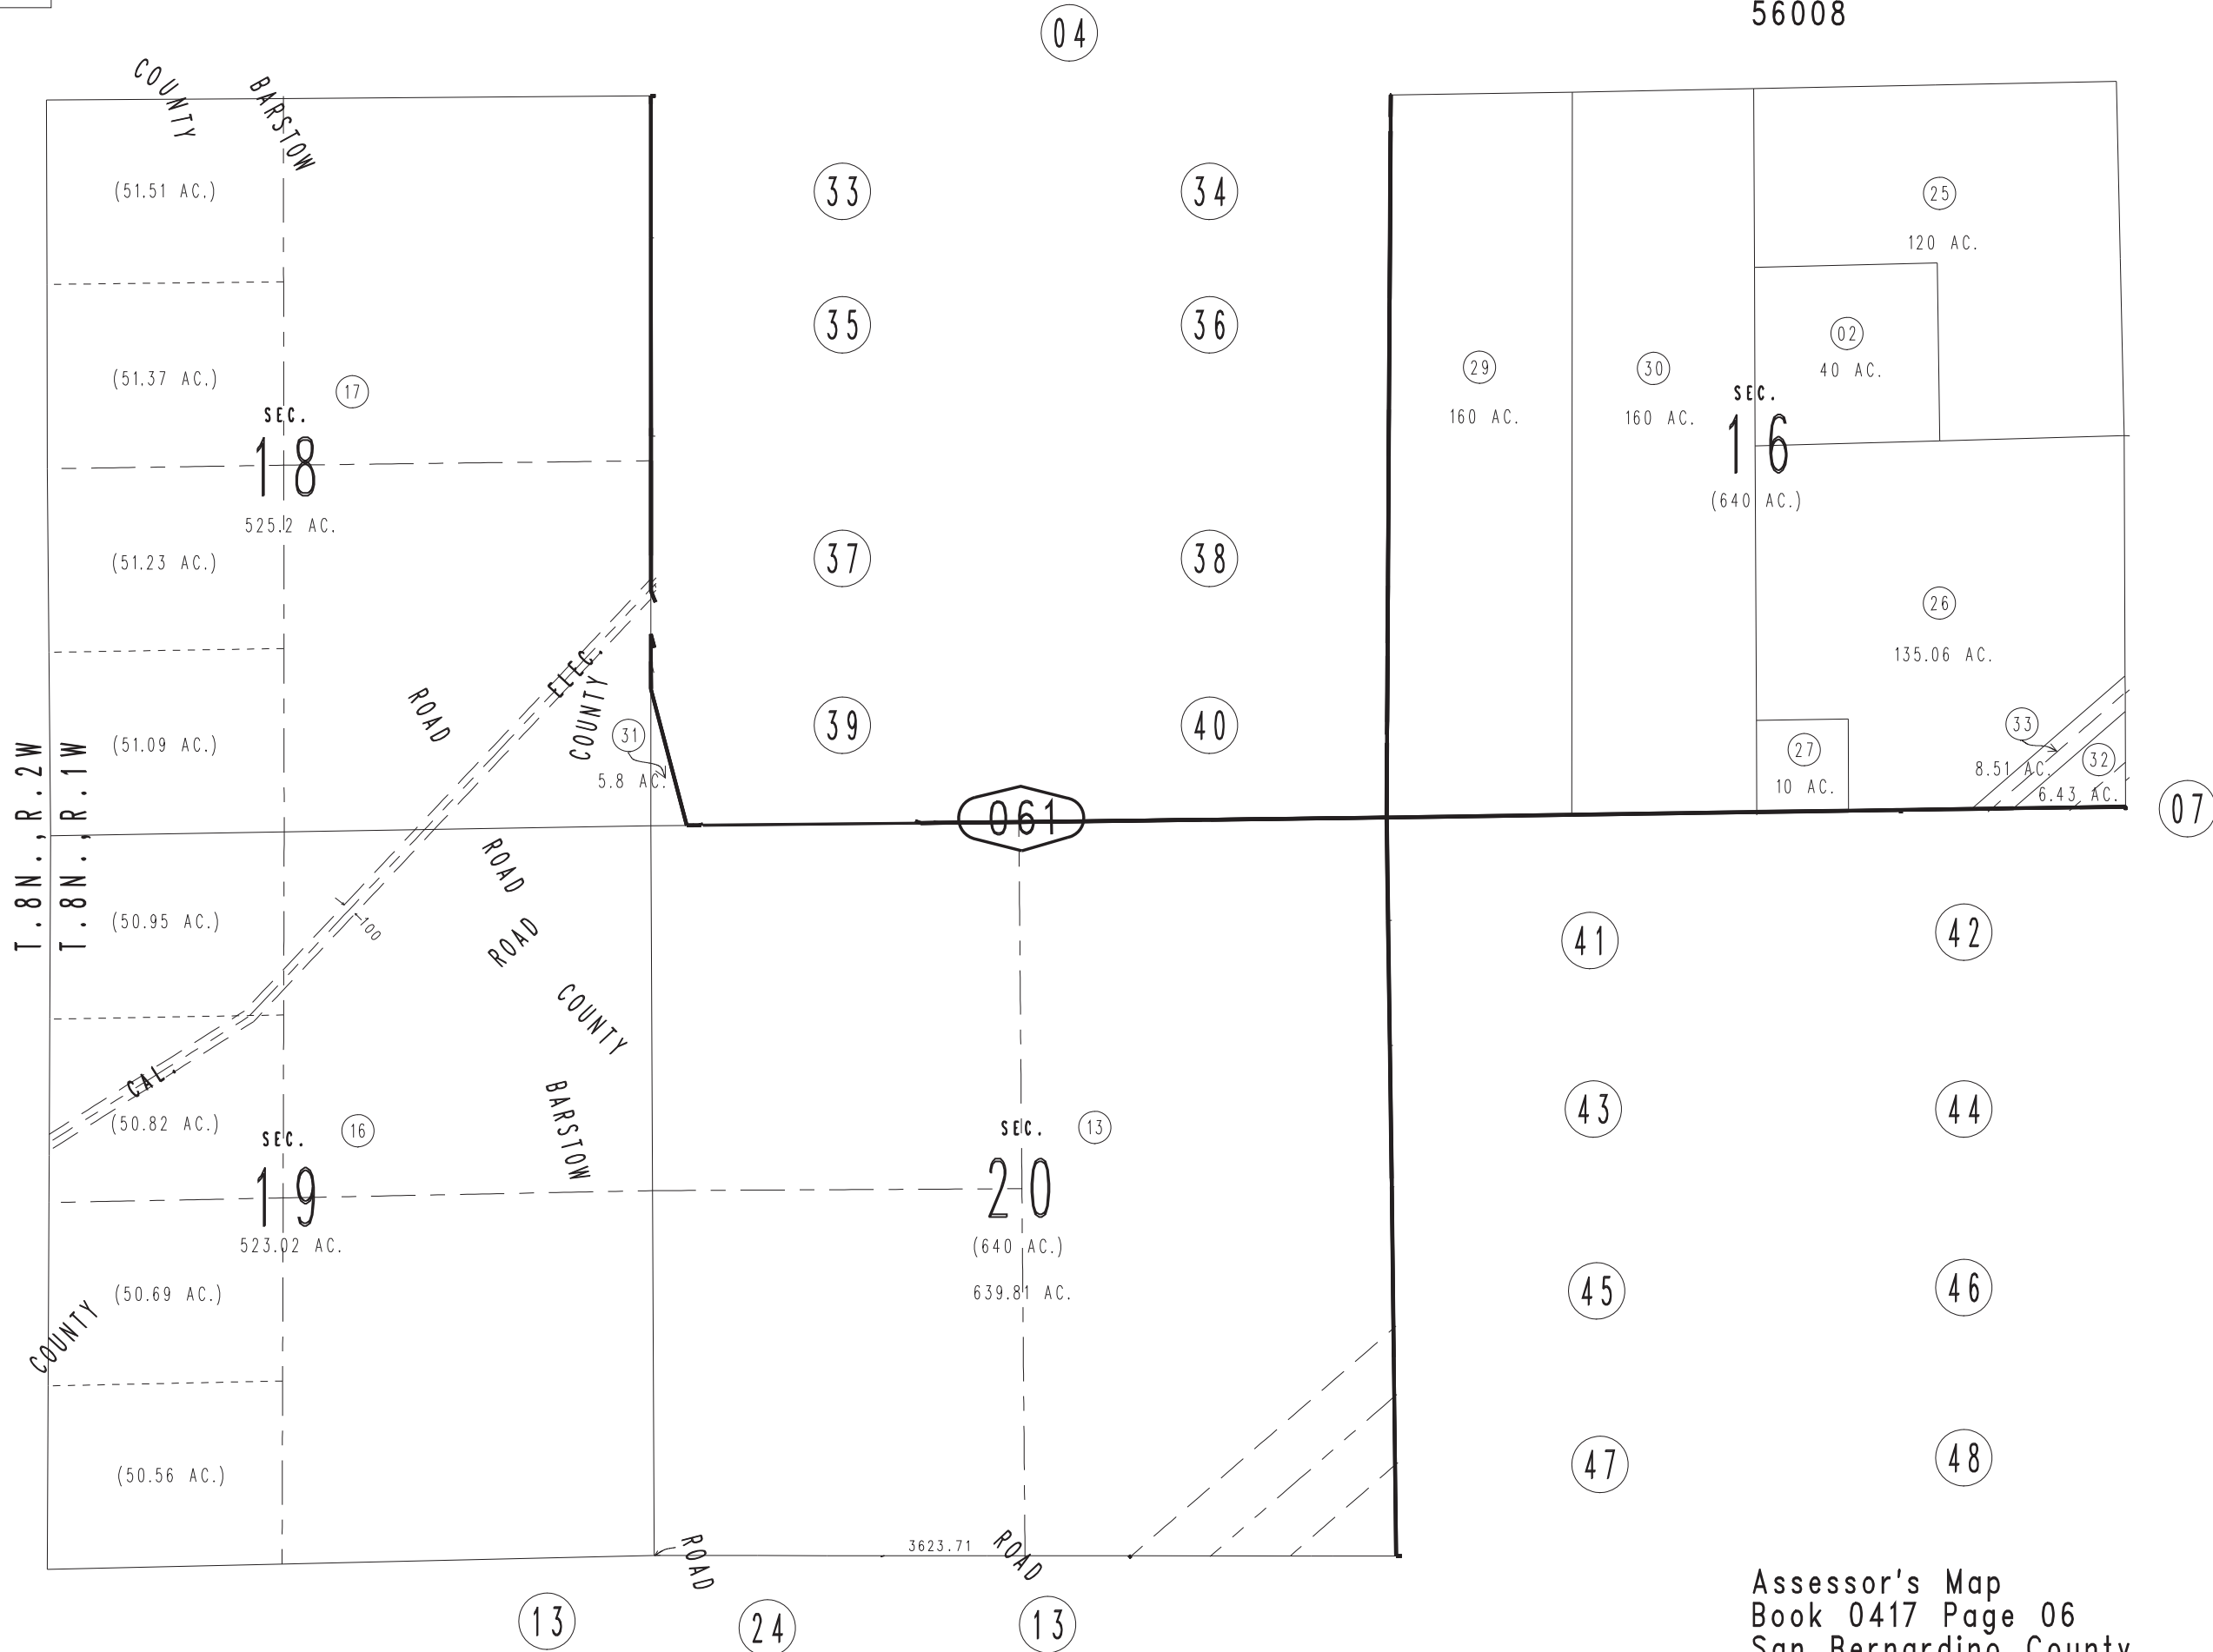 56008
04
COUNTY
BARSTOW
(51.51 AC.)
33
34
25
120 AC.
35
36
02
40 AC.
(51.37 AC.)
17
29
160 AC.
30
160 AC.
SEC.
18
525.2 AC.
SEC.
16
(640 AC.)
(51.23 AC.)
37
38
26
135.06 AC.
ELEC.
COUNTY
ROAD
31
5.8 AC.
39
40
33
8.51 AC.
32
6.43 AC.
27
10 AC.
(51.09 AC.)
T.8N.,R.2W
T.8N.,R.1W
061
07
ROAD
ROAD
100
(50.95 AC.)
41
42
COUNTY
CAL.
(50.82 AC.)
BARSTOW
SEC.
16
19
523.02 AC.
SEC.
13
20
(640 AC.)
639.81 AC.
43
44
(50.69 AC.)
COUNTY
45
46
(50.56 AC.)
47
48
ROAD
3623.71
ROAD
13
24
13
Assessor's Map
Book 0417 Page 06
San Bernardino County